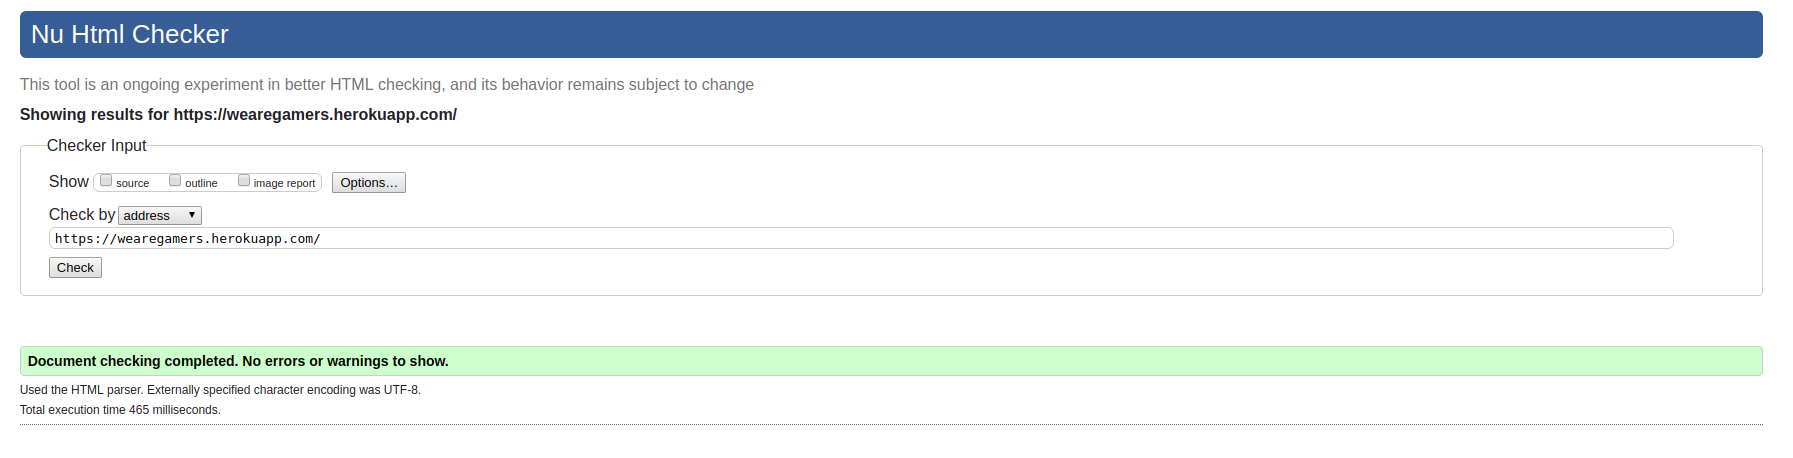 Nu Html Checker
This tool is an ongoing experiment in better HTML checking, and its behavior remains subject to change
Showing results for https://wearegamers.herokuapp.com/
Checker Input
Show source outline image report Options...
Check by address
https://wearegamers.herokuapp.com/
Check
Document checking completed. No errors or warnings to show.
Used the HTML parser. Externally specified character encoding was UTF-8.
Total execution time 465 milliseconds.